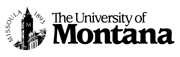 MISSOULA 1893
The University of
Montana